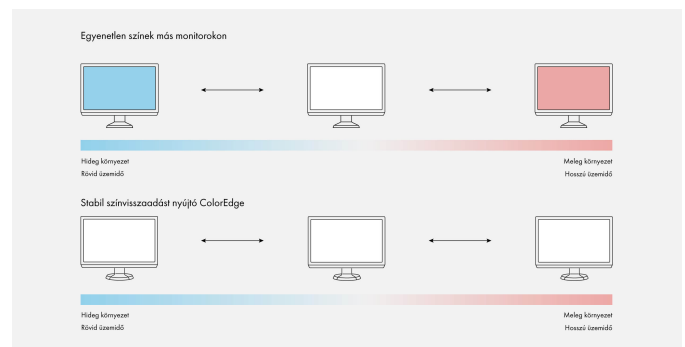 Egyenetlen színek más monitorokon
Hideg környezet
Rövid üzemidő
Meleg környezet
Hosszú üzemidő
Stabil színvisszaadást nyújtó ColorEdge
Hideg környezet
Rövid üzemidő
Meleg környezet
Hosszú üzemidő